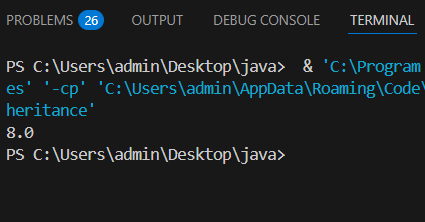 PROBLEMS 26 OUTPUT DEBUG CONSOLE TERMINAL
PS C:\Users\admin\Desktop\java>  & 'C:\Program
es' '-cp' 'C:\Users\admin\AppData\Roaming\Code\
heritance'
8.0
PS C:\Users\admin\Desktop\java>